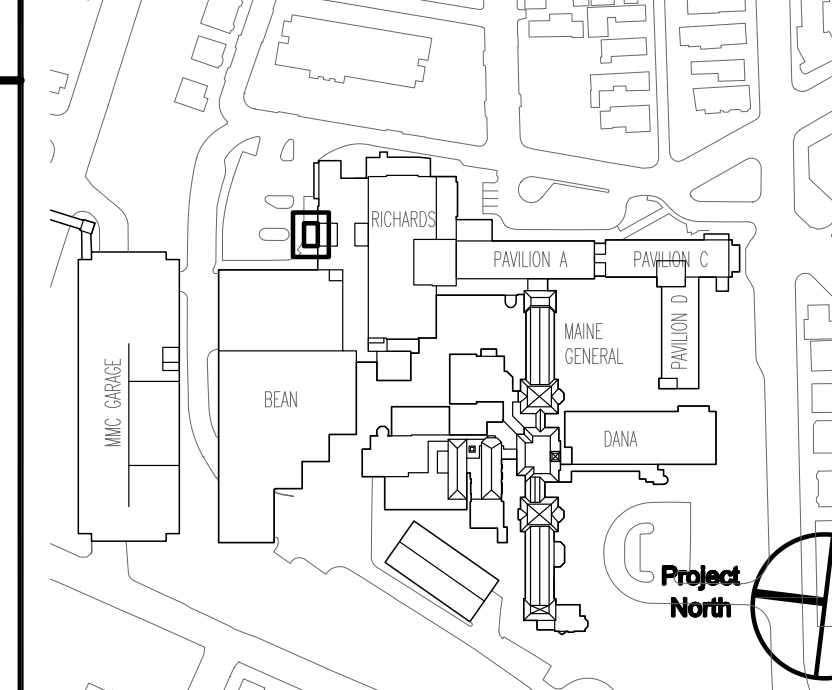 RICHARDS
PAVILION A
PAVILION C
PAVILION D
MAINE
GENERAL
MMC GARAGE
BEAN
DANA
Project
North